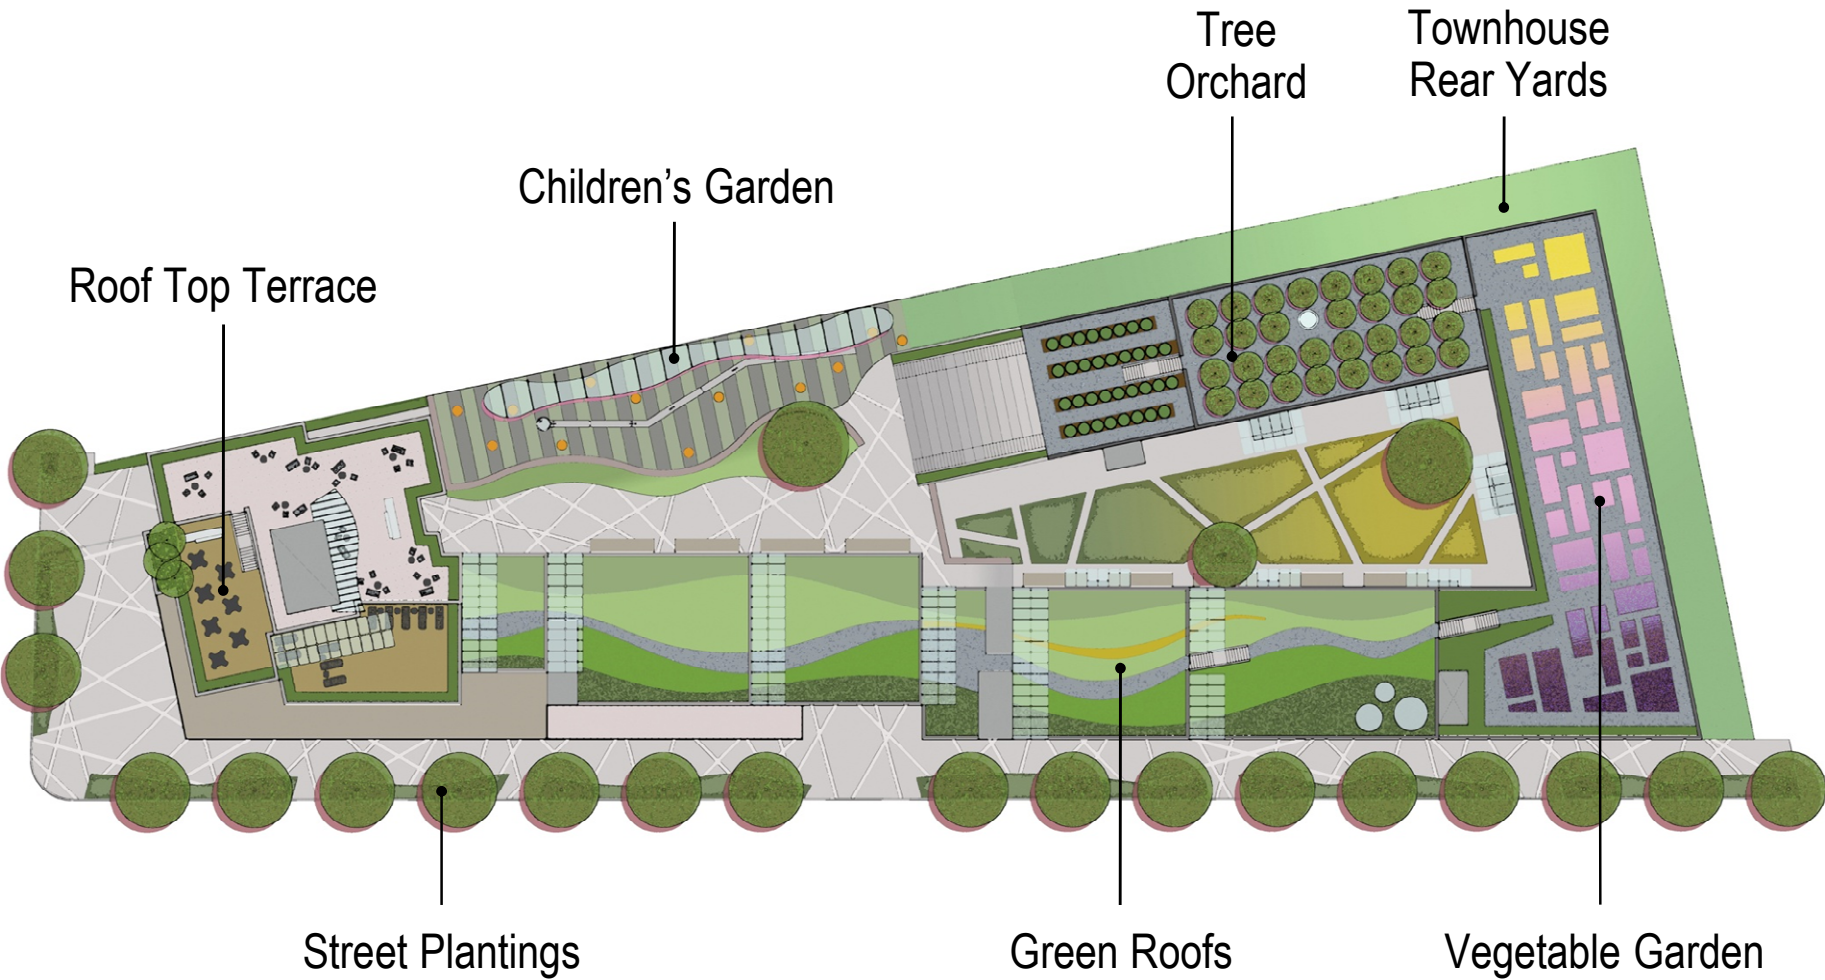 Tree
Orchard
Townhouse
Rear Yards
Children's Garden
Roof Top Terrace
Street Plantings
Green Roofs
Vegetable Garden